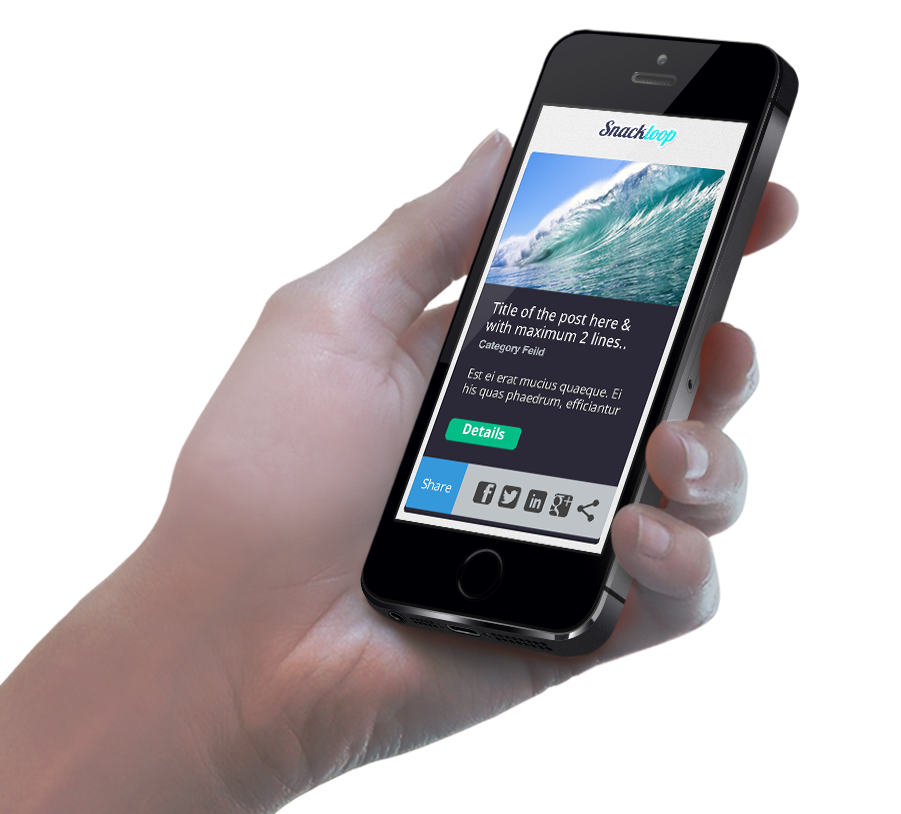 Snackloop
Title of the post here &
with maximum 2 lines..
Category Feild
Est ei erat mucius quaeque. Ei
his quas phaedrum, efficiantur
Details
Share
f
in
g+